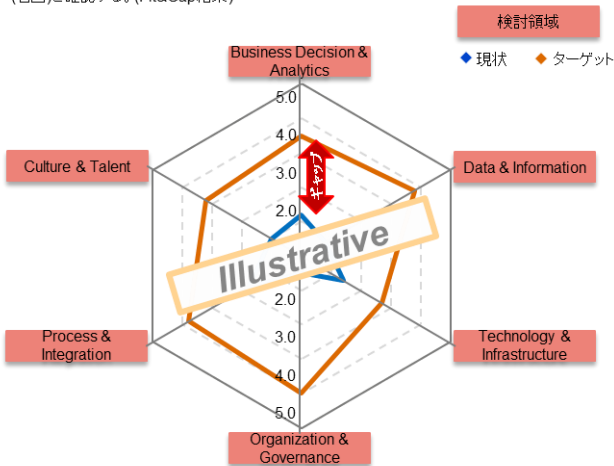 検討領域
現状
ターゲット
Business Decision &
Analytics
5.0
4.0
3.0
2.0
ギャップ
Culture & Talent
Data & Information
Illustrative
2.0
3.0
4.0
5.0
Process &
Integration
Technology &
Infrastructure
Organization &
Governance